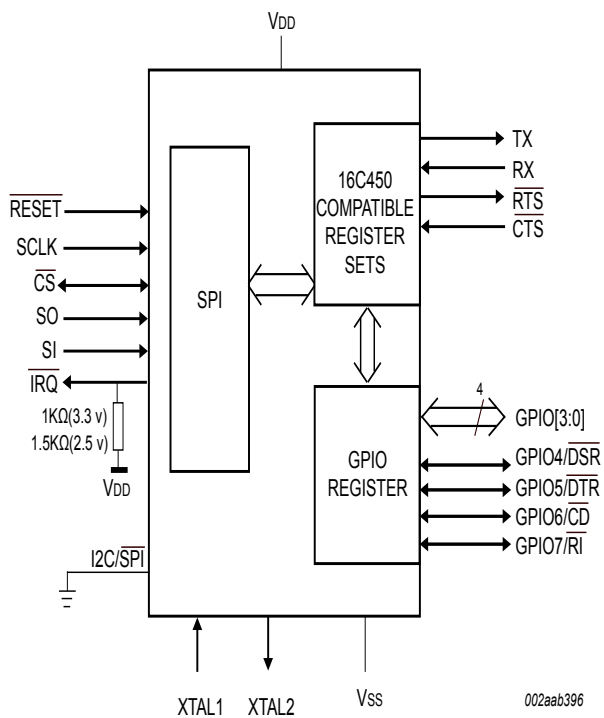 VDD
RESET
SCLK
CS
SO
SI
IRQ
1KΩ(3.3 v)
1.5KΩ(2.5 v)
VDD
I2C/SPI
SPI
16C450
COMPATIBLE
REGISTER
SETS
TX
RX
RTS
CTS
GPIO
REGISTER
4
GPIO[3:0]
GPIO4/DSR
GPIO5/DTR
GPIO6/CD
GPIO7/RI
XTAL1
XTAL2
VSS
002aab396